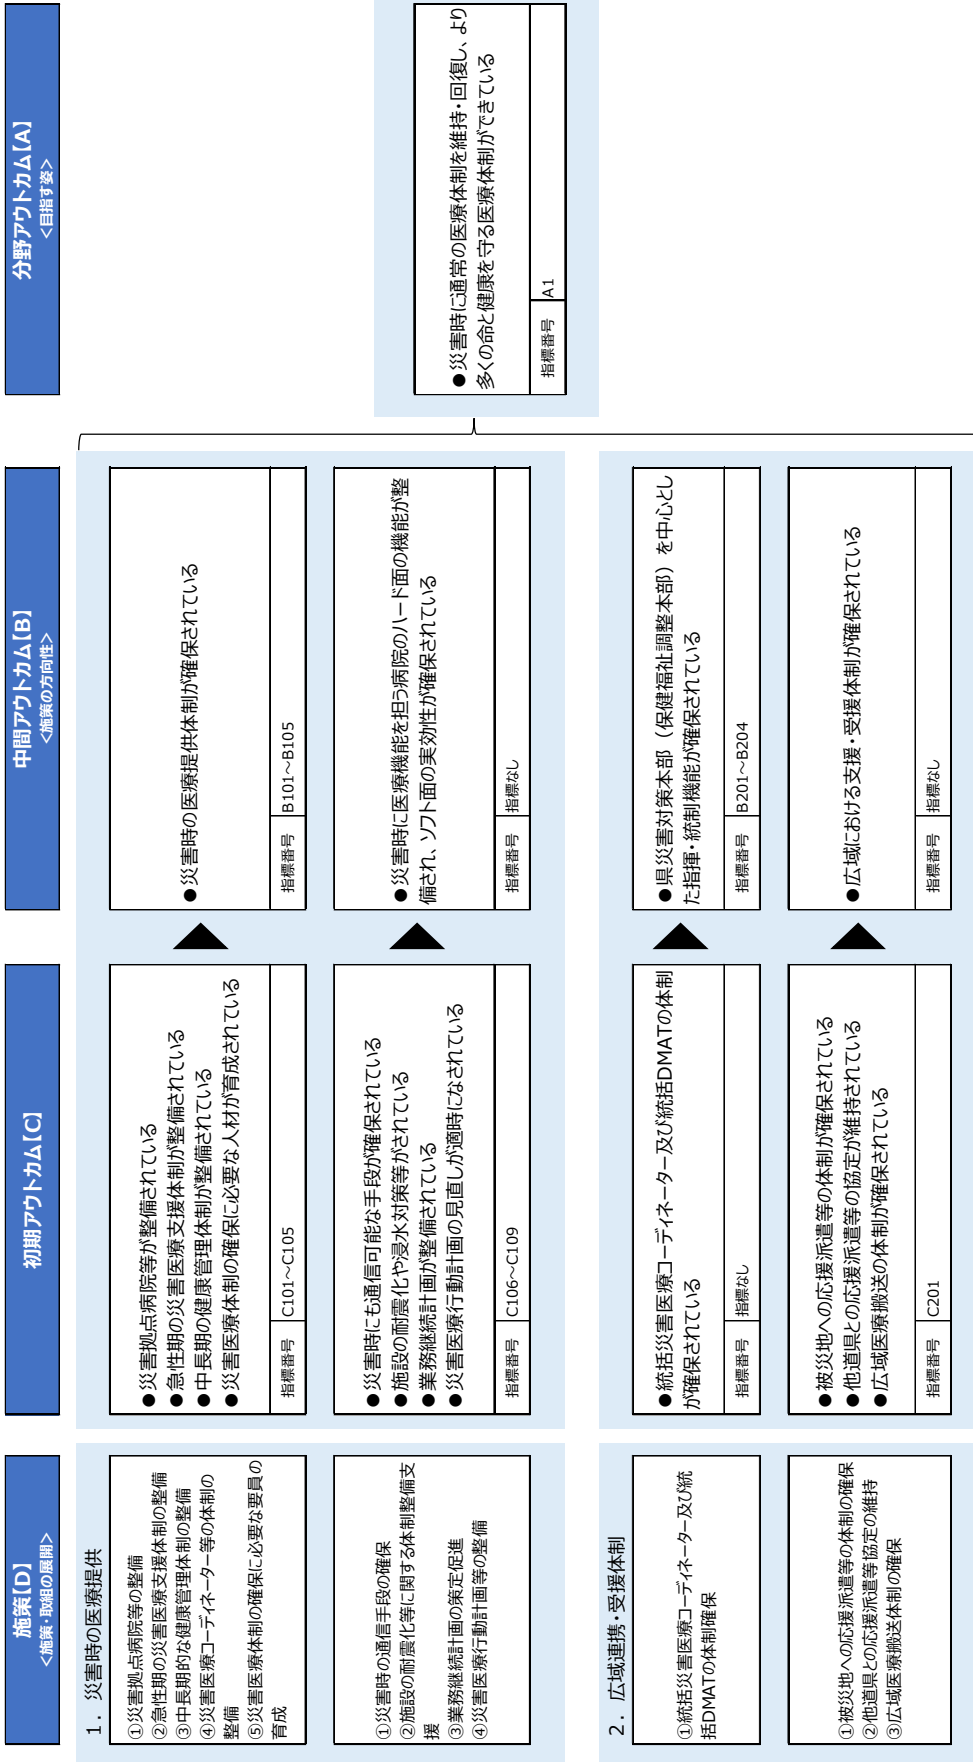 施策【D】
＜施策・取組の展開＞
初期アウトカム【C】
中間アウトカム【B】
＜施策の方向性＞
分野アウトカム【A】
＜目指す姿＞
１．災害時の医療提供
①災害拠点病院等の整備
②急性期の災害医療支援体制の整備
③中長期的な健康管理体制の整備
④災害医療コーディネーター等の体制の
整備
⑤災害医療体制の確保に必要な要員の
育成
●災害拠点病院等が整備されている
●急性期の災害医療支援体制が整備されている
●中長期の健康管理体制が整備されている
●災害医療体制の確保に必要な人材が育成されている
指標番号 C101～C105
●災害時の医療提供体制が確保されている
指標番号 B101～B105
①災害時の通信手段の確保
②施設の耐震化等に関する体制整備支
援
③業務継続計画の策定促進
④災害医療行動計画等の整備
●災害時にも通信可能な手段が確保されている
●施設の耐震化や浸水対策等がされている
●業務継続計画が整備されている
●災害医療行動計画の見直しが適時になされている
指標番号 C106～C109
●災害時に医療機能を担う病院のハード面の機能が整
備され、ソフト面の実効性が確保されている
指標番号 指標なし
●災害時に通常の医療体制を維持・回復し、より
多くの命と健康を守る医療体制ができている
指標番号 A1
２．広域連携・受援体制
①統括災害医療コーディネーター及び統
括DMATの体制確保
●統括災害医療コーディネーター及び統括DMATの体制
が確保されている
指標番号 指標なし
●県災害対策本部（保健福祉調整本部）を中心とし
た指揮・統制機能が確保されている
指標番号 B201～B204
①被災地への応援派遣等の体制の確保
②他道県との応援派遣等協定の維持
③広域医療搬送体制の確保
●被災地への応援派遣等の体制が確保されている
●他道県との応援派遣等の協定が維持されている
●広域医療搬送の体制が確保されている
指標番号 C201
●広域における支援・受援体制が確保されている
指標番号 指標なし